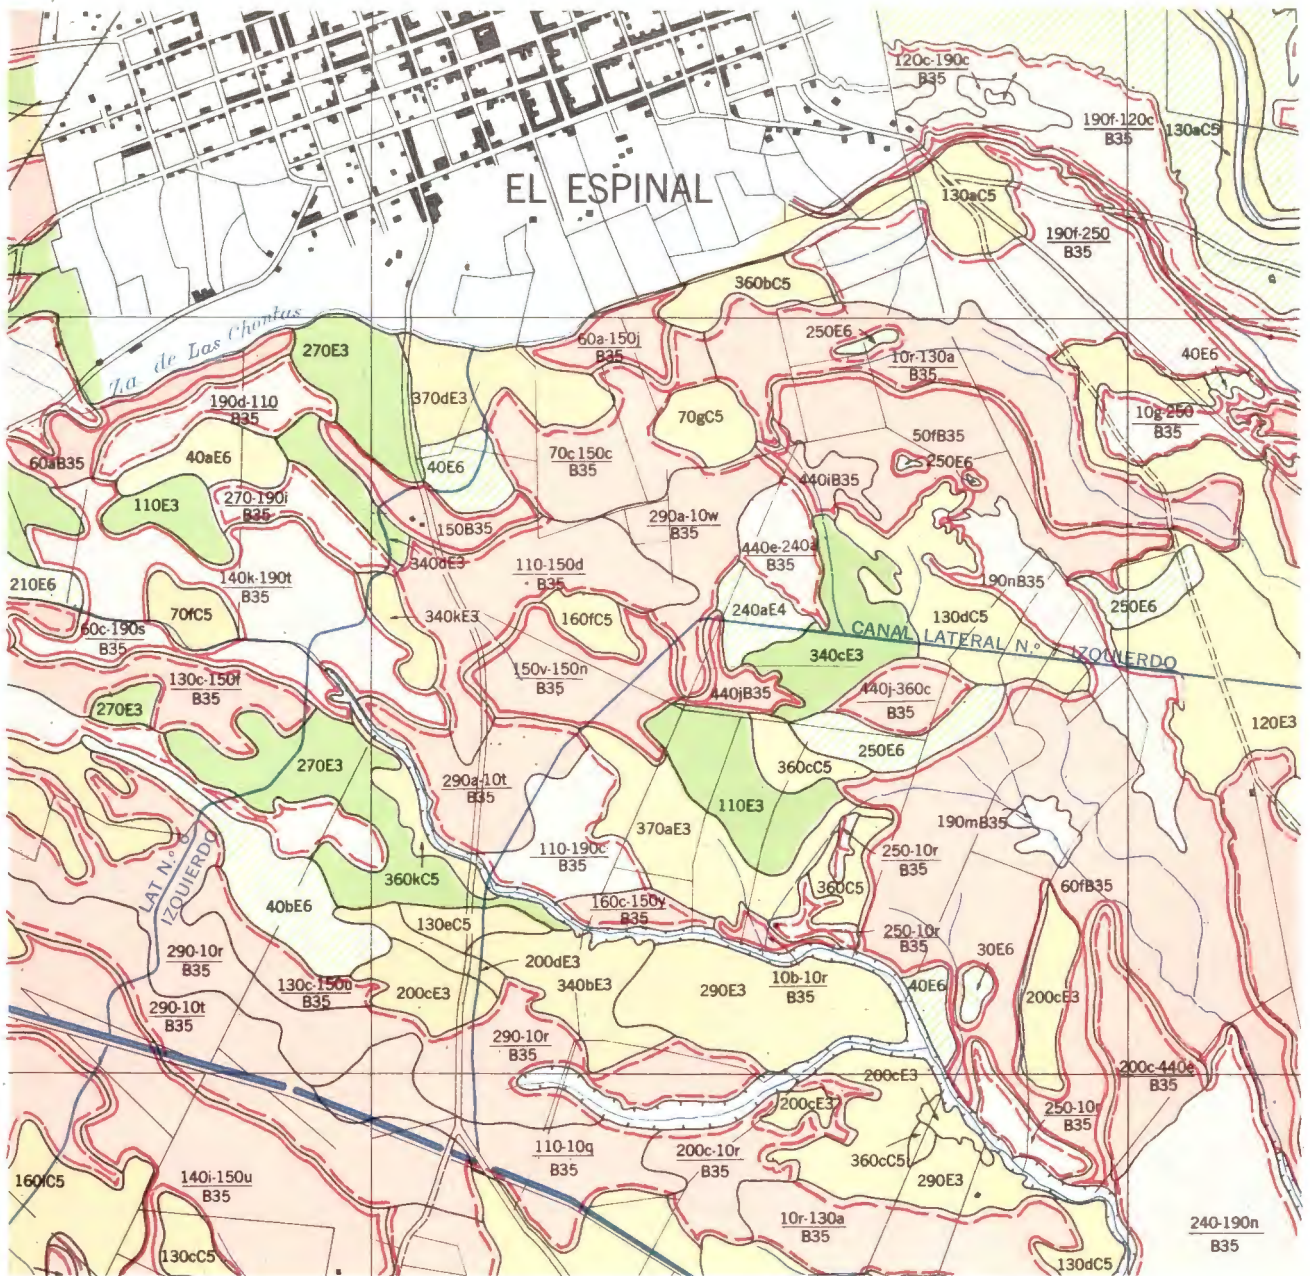 120c-190c
B35
190f-120c
B35
130aC5
EL ESPINAL
130aC5
190f-250
B35
360bC5
Za. de Las Chontas
270E3
60a-150j
B35
250E6
10r-130a
B35
40E6
370dE3
190d-110
B35
70gC5
10g-250
B35
50fB35
60aB35
40aE6
40E6
70c-150c
B35
250E6
440iB35
110E3
270-190i
B35
150B35
290a-10w
B35
440e-240a
B35
340dE3
110-150d
B35
190nB35
210E6
140k-190t
B35
240aE4
250E6
70fC5
340kE3
160fC5
130dC5
60c-190s
B35
CANAL LATERAL N.° IZQUIERDO
340cE3
130c-150f
B35
150v-150n
B35
440jB35
440j-360c
B35
270E3
120E3
270E3
250E6
360cC5
290a-10t
B35
110E3
370aE3
190mB35
LAT N.° 6
IZQUIERDO
110-190c
B35
250-10r
B35
360kC5
360C5
60fB35
40bE6
160c-150y
B35
130eC5
250-10r
B35
290-10r
B35
30E6
200dE3
130c-150u
B35
200cE3
340bE3
290E3
10b-10r
B35
40E6
200cE3
290-10t
B35
290-10r
B35
200cE3
200c-440e
B35
200cE3
250-10r
B35
110-10q
B35
200c-10r
B35
360cC5
290E3
140i-150u
B35
10r-130a
B35
240-190n
B35
130cC5
130dC5